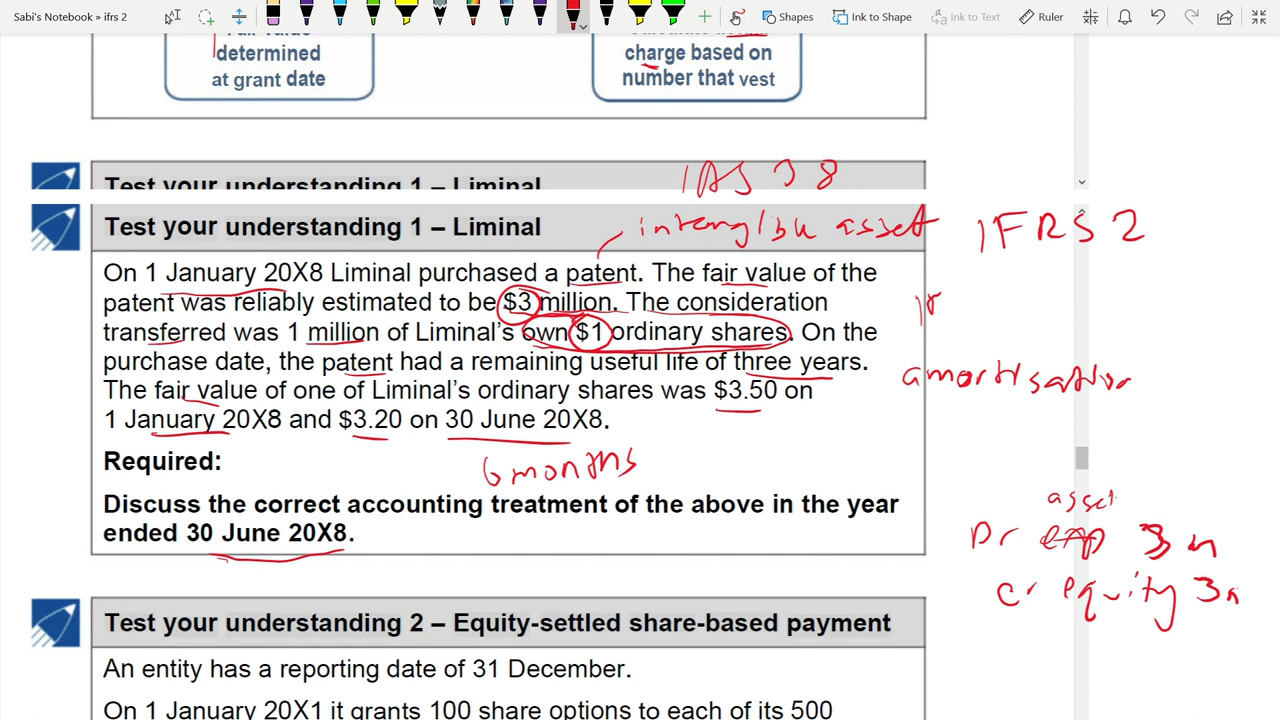 Sabi's Notebook » ifrs 2
Shapes
Ink to Shape
Ink to Text
Ruler
determined
at grant date
charge based on
number that vest
Test your understanding 1 – Liminal
IAS 38
Test your understanding 1 – Liminal
intengible asset
IFRS 2
On 1 January 20X8 Liminal purchased a patent. The fair value of the
patent was reliably estimated to be $3 million. The consideration
transferred was 1 million of Liminal's own $1 ordinary shares. On the
purchase date, the patent had a remaining useful life of three years.
amortisation
The fair value of one of Liminal's ordinary shares was $3.50 on
1 January 20X8 and $3.20 on 30 June 20X8.
Required:
6 months
Discuss the correct accounting treatment of the above in the year
ended 30 June 20X8.
asset
Dr 3m
Cr equity 3m
Test your understanding 2 – Equity-settled share-based payment
An entity has a reporting date of 31 December.
On 1 January 20X1 it grants 100 share options to each of its 500